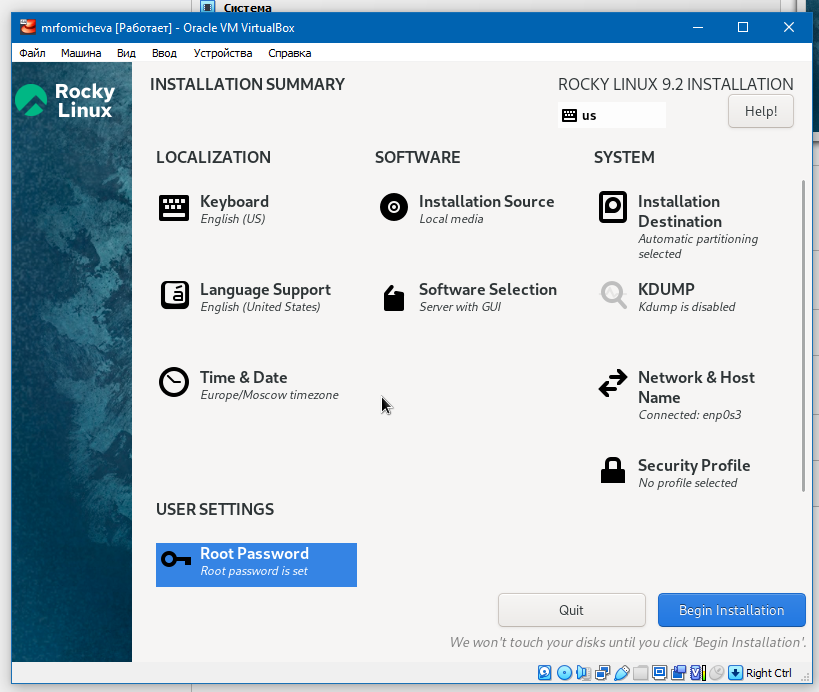 Система
mrfomicheva [Работает] - Oracle VM VirtualBox
Файл Машина Вид Ввод Устройства Справка
Rocky
Linux
INSTALLATION SUMMARY
ROCKY LINUX 9.2 INSTALLATION
us
Help!
LOCALIZATION
Keyboard
English (US)
Language Support
English (United States)
Time & Date
Europe/Moscow timezone
SOFTWARE
Installation Source
Local media
Software Selection
Server with GUI
SYSTEM
Installation
Destination
Automatic partitioning
selected
KDUMP
Kdump is disabled
Network & Host
Name
Connected: enp0s3
Security Profile
No profile selected
USER SETTINGS
Root Password
Root password is set
Quit
Begin Installation
We won't touch your disks until you click 'Begin Installation'.
Right Ctrl